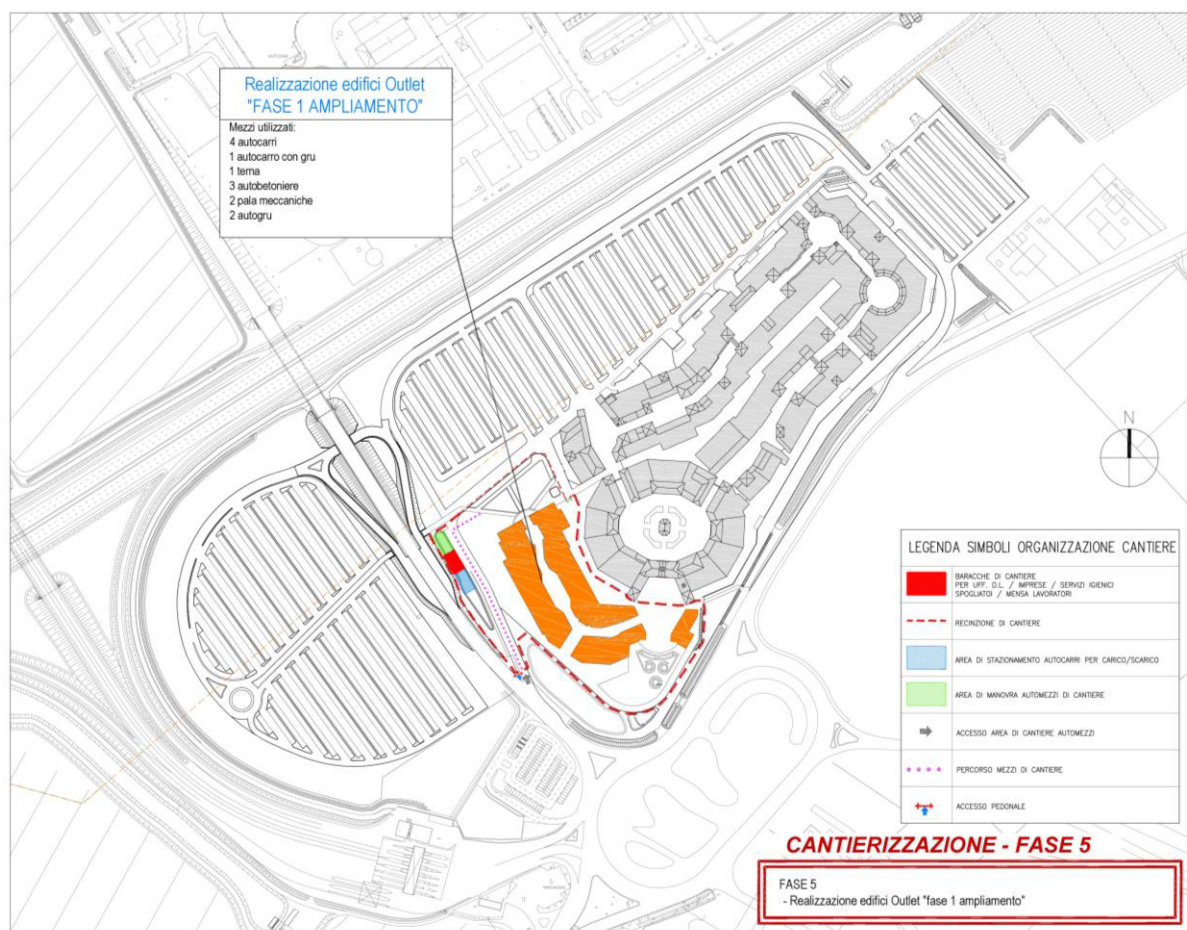 Realizzazione edifici Outlet
"FASE 1 AMPLIAMENTO"
Mezzi utilizzati:
4 autocarri
1 autocarro con gru
1 terna
3 autobetoniere
2 pala meccaniche
2 autogru
N
LEGENDA SIMBOLI ORGANIZZAZIONE CANTIERE
BARACCHE DI CANTIERE
PER UFF. D.L. / IMPRESE / SERVIZI IGIENICI
SPOGLIATOI / MENSA LAVORATORI
RECINZIONE DI CANTIERE
AREA DI STAZIONAMENTO AUTOCARRI PER CARICO/SCARICO
AREA DI MANOVRA AUTOMEZZI DI CANTIERE
ACCESSO AREA DI CANTIERE AUTOMEZZI
PERCORSO MEZZI DI CANTIERE
ACCESSO PEDONALE
CANTIERIZZAZIONE - FASE 5
FASE 5
- Realizzazione edifici Outlet "fase 1 ampliamento"